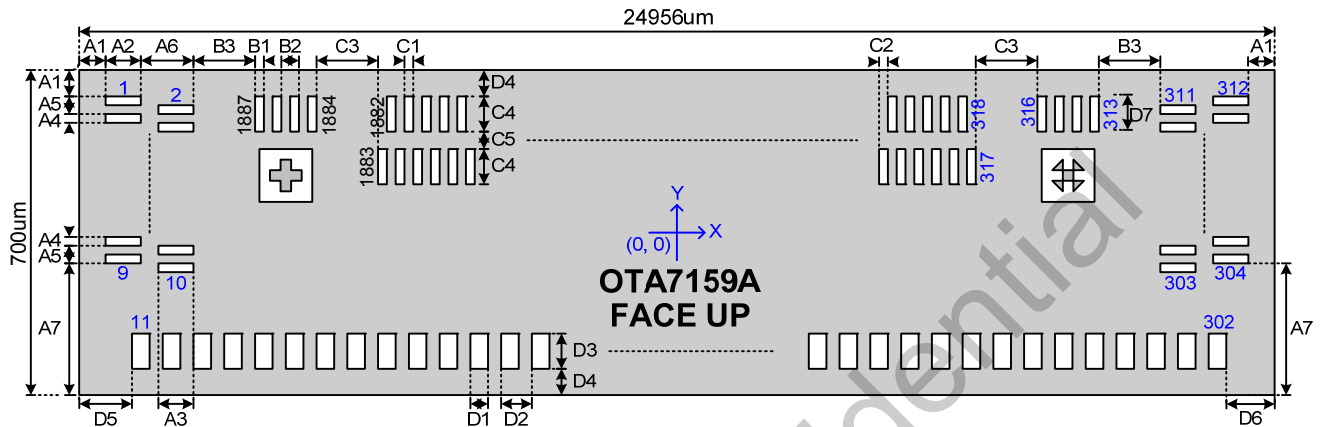 24956um
A1 A2 A6 B3 B1 B2 C3 C1 C2 C3 B3 A1
A1 1 2 D4 312
A5 311
A4 1887 1884 1882 C4 318 316 313 D7
C5
1883 C4 317
700um
Y
X
(0, 0)
A4
A5
9 10 303 304
OTA7159A
FACE UP
A7 11 302 A7
D3
D4
D5 A3 D1 D2 D6
idential